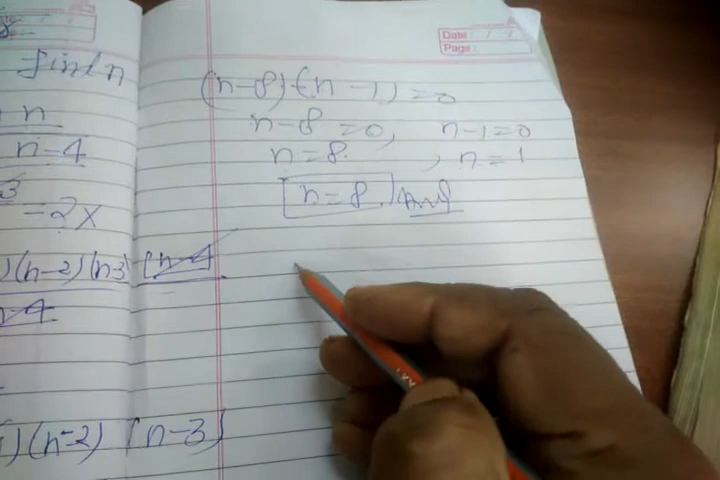 find n
n
n-4
3
=2x
)(n-2)(n-3) n-4
n-4
)(n-2) (n-3)
Date :
Page :
(n-8) (n-1) = 0
n-8 = 0, n-1=0
n = 8. , n = 1
n = 8. Ans